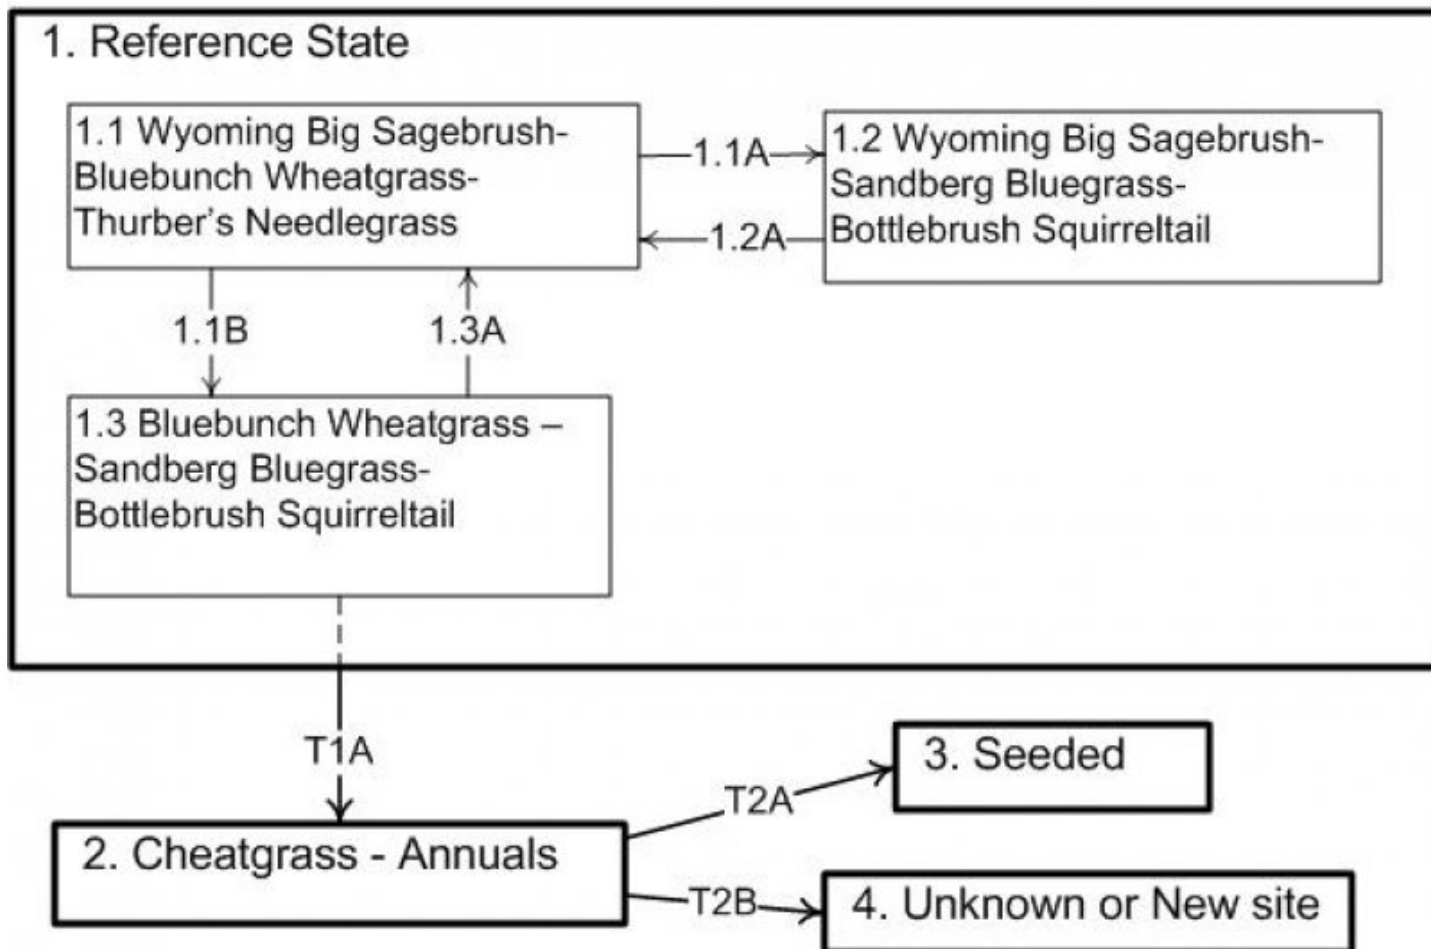 1. Reference State
1.1 Wyoming Big Sagebrush-
Bluebunch Wheatgrass-
Thurber's Needlegrass
1.1A
1.2A
1.2 Wyoming Big Sagebrush-
Sandberg Bluegrass-
Bottlebrush Squirreltail
1.1B
1.3A
1.3 Bluebunch Wheatgrass –
Sandberg Bluegrass-
Bottlebrush Squirreltail
T1A
2. Cheatgrass - Annuals
T2A
3. Seeded
T2B
4. Unknown or New site